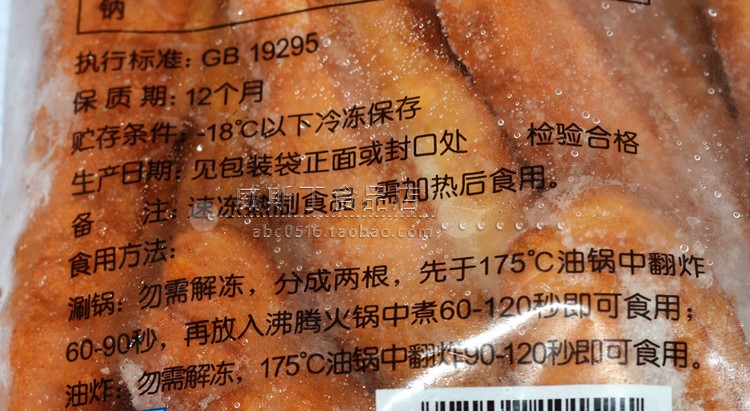 钠
执行标准：GB 19295
保质期：12个月
贮存条件：-18℃以下冷冻保存
生产日期：见包装袋正面或封口处 检验合格
备 注：速冻熟制食品，需加热后食用。
abc0516.taobao.com
食用方法：
涮锅：勿需解冻，分成两根，先于175℃油锅中翻炸
60-90秒，再放入沸腾火锅中煮60-120秒即可食用；
油炸：勿需解冻，175℃油锅中翻炸90-120秒即可食用。